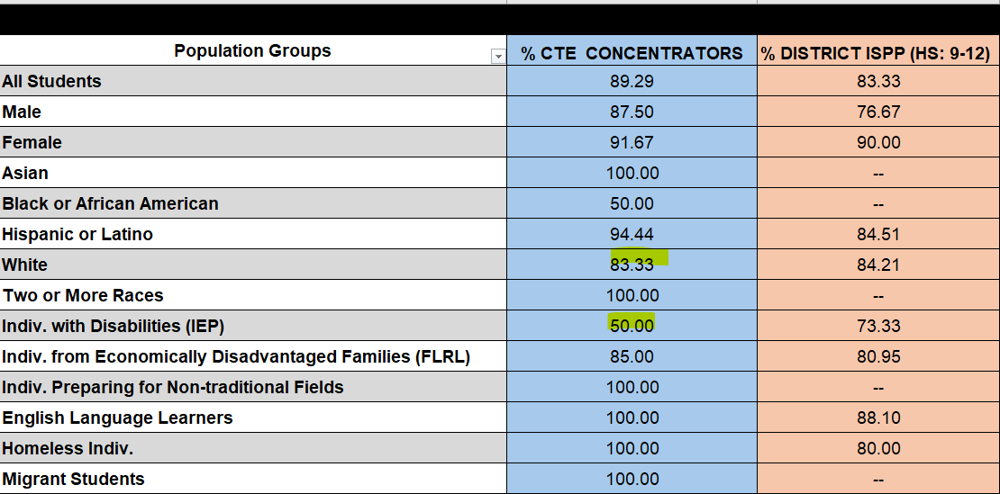 Population Groups % CTE CONCENTRATORS % DISTRICT ISPP (HS: 9-12)
All Students 89.29 83.33
Male 87.50 76.67
Female 91.67 90.00
Asian 100.00 --
Black or African American 50.00 --
Hispanic or Latino 94.44 84.51
White 83.33 84.21
Two or More Races 100.00 --
Indiv. with Disabilities (IEP) 50.00 73.33
Indiv. from Economically Disadvantaged Families (FLRL) 85.00 80.95
Indiv. Preparing for Non-traditional Fields 100.00 --
English Language Learners 100.00 88.10
Homeless Indiv. 100.00 80.00
Migrant Students 100.00 --